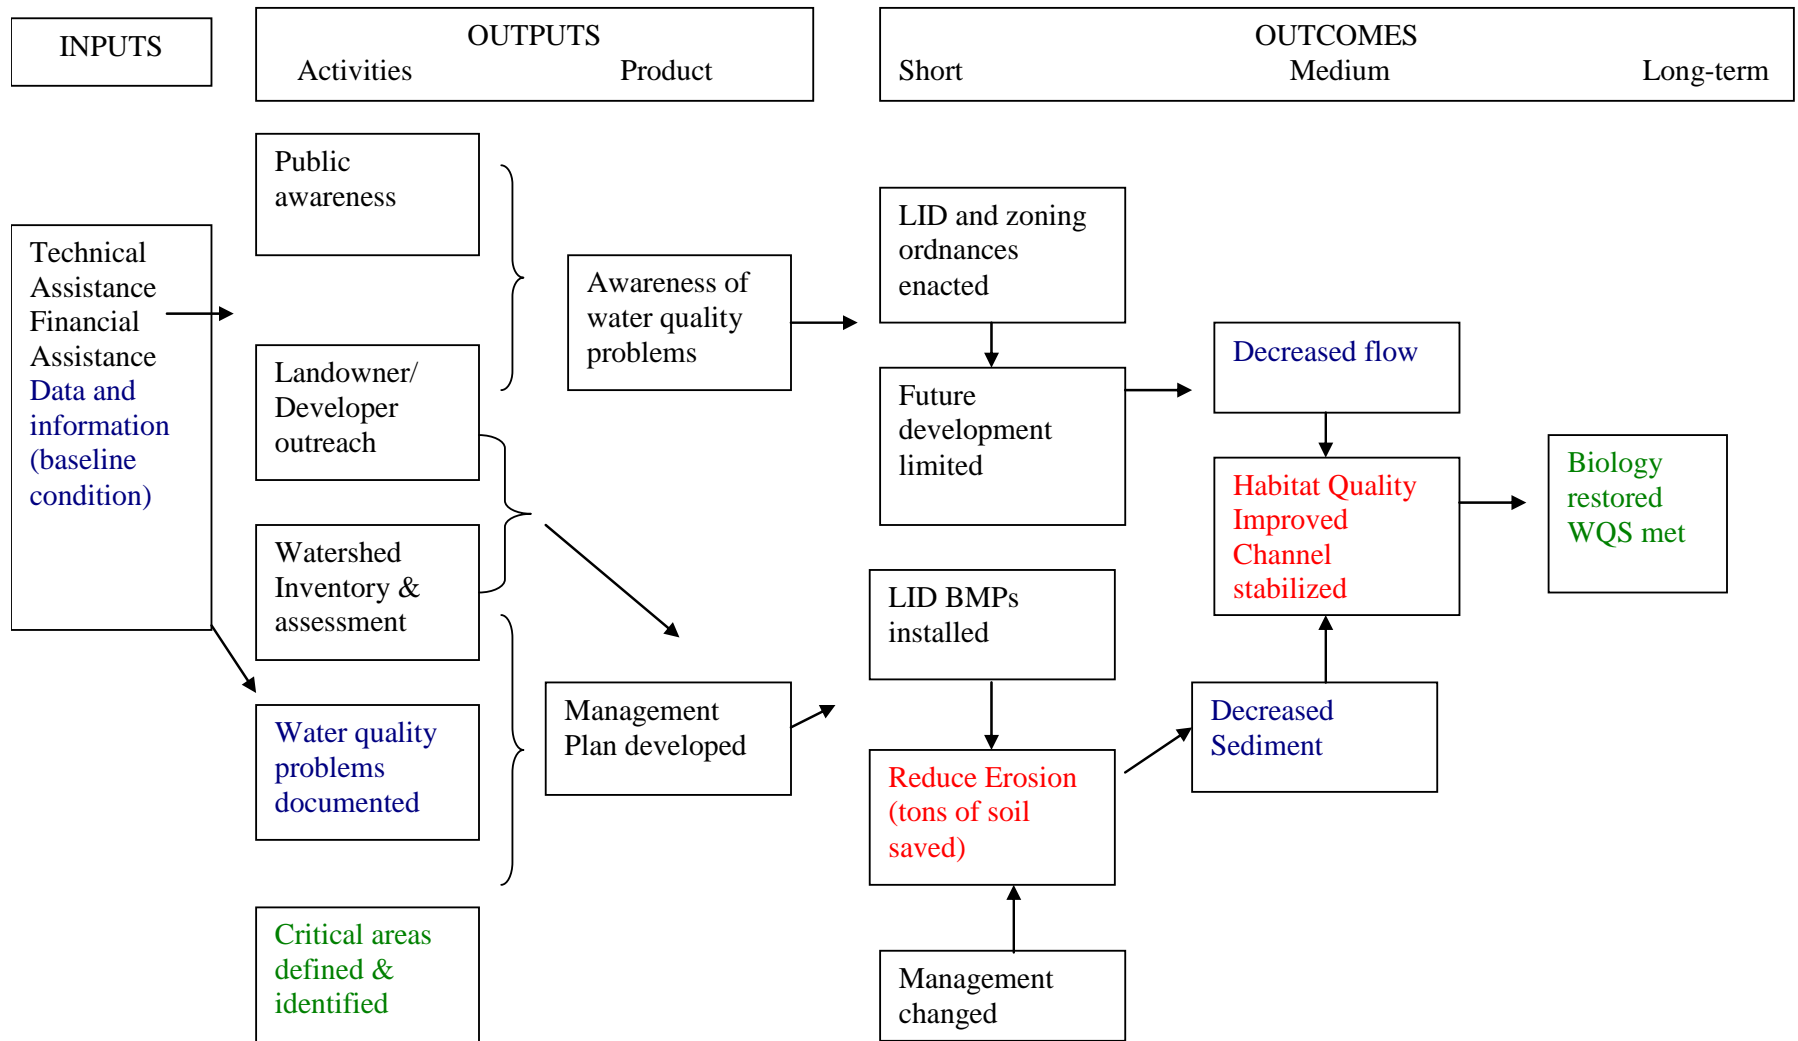 INPUTS
OUTPUTS
Activities Product
OUTCOMES
Short Medium Long-term
Technical
Assistance
Financial
Assistance
Data and
information
(baseline
condition)
Public
awareness
Landowner/
Developer
outreach
Watershed
Inventory &
assessment
Water quality
problems
documented
Critical areas
defined &
identified
Awareness of
water quality
problems
Management
Plan developed
LID and zoning
ordnances
enacted
Future
development
limited
LID BMPs
installed
Reduce Erosion
(tons of soil
saved)
Management
changed
Decreased flow
Habitat Quality
Improved
Channel
stabilized
Decreased
Sediment
Biology
restored
WQS met